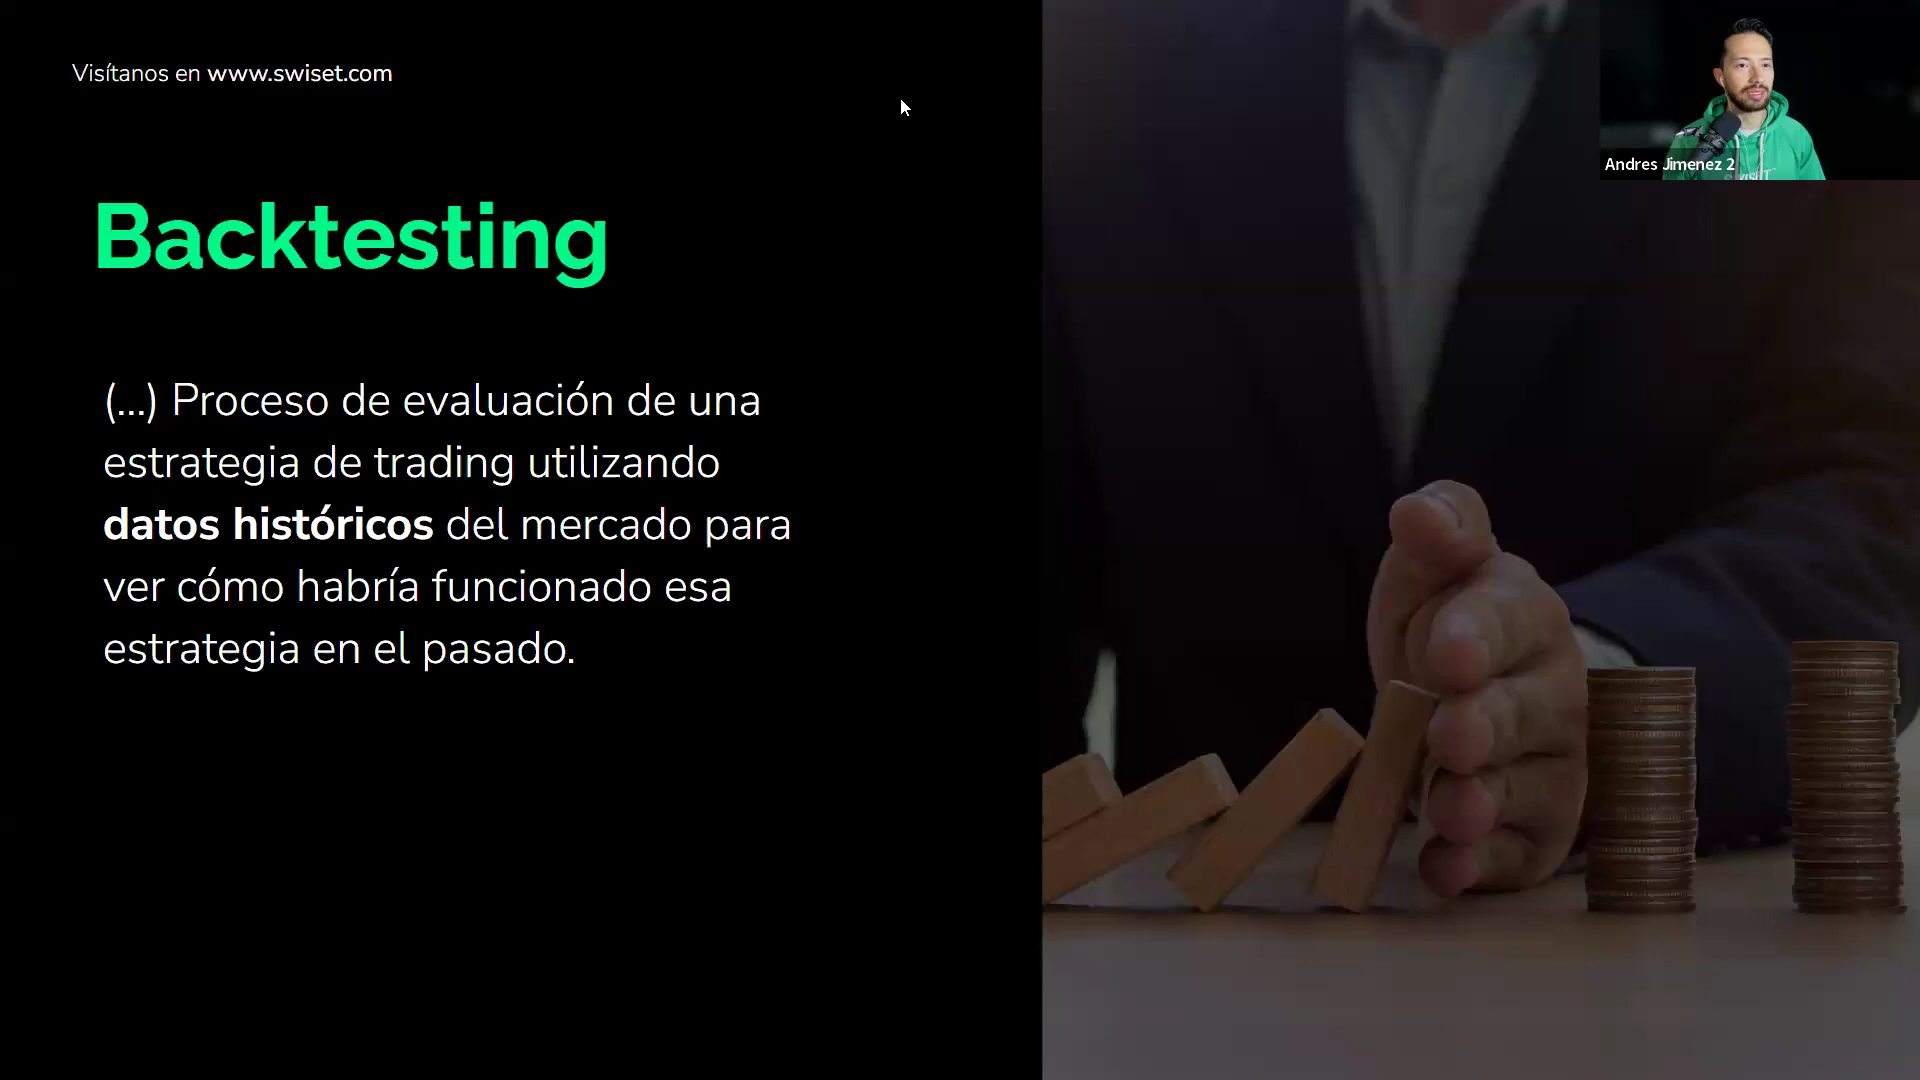 Visítanos en www.swiset.com
Andres Jimenez 2
Backtesting
(...) Proceso de evaluación de una
estrategia de trading utilizando
datos históricos del mercado para
ver cómo habría funcionado esa
estrategia en el pasado.